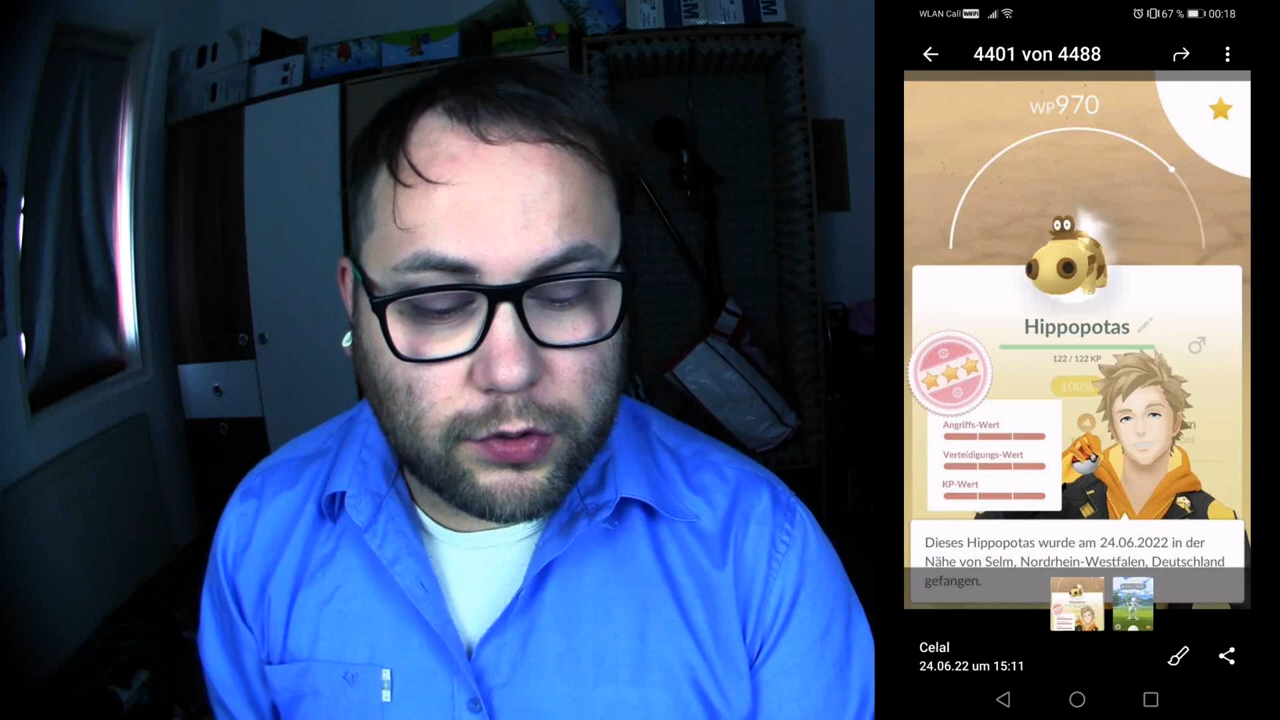 WLAN Call VoWiFi
67 % 00:18
4401 von 4488
WP970
Hippopotas
122 / 122 KP
100%
Angriffs-Wert
Verteidigungs-Wert
KP-Wert
Dieses Hippopotas wurde am 24.06.2022 in der
Nähe von Selm, Nordrhein-Westfalen, Deutschland
gefangen.
Celal
24.06.22 um 15:11